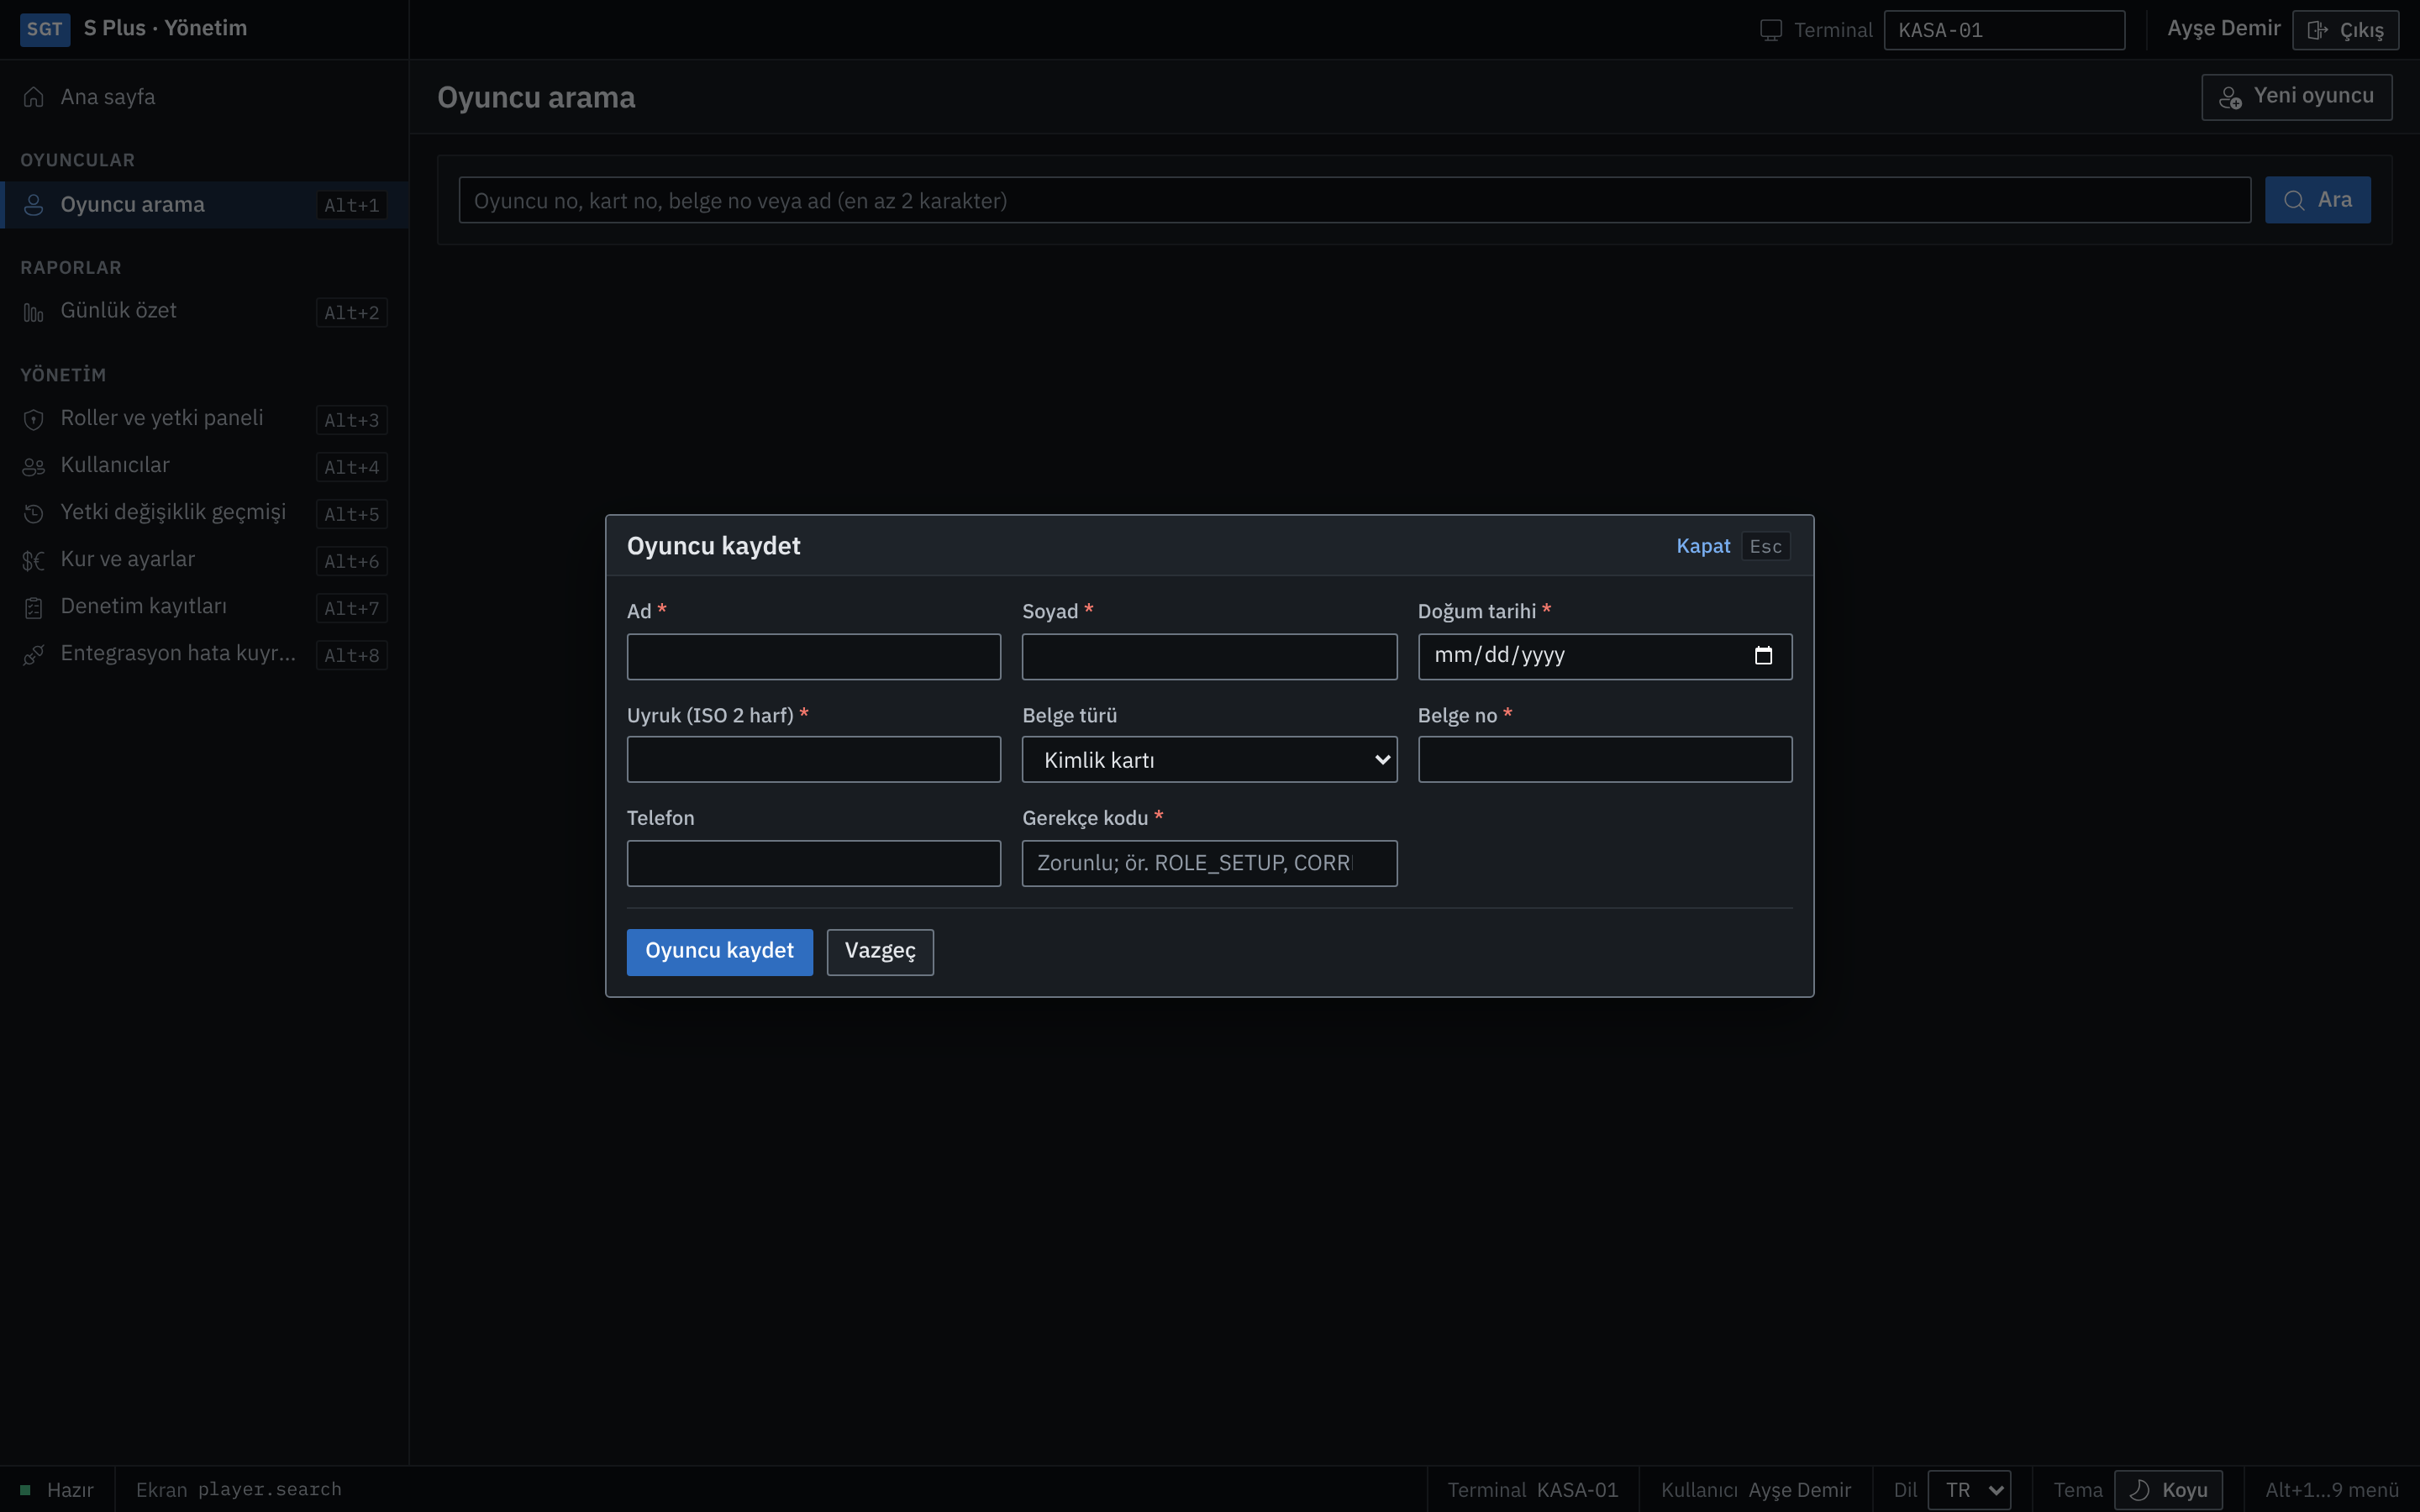 SGT S Plus · Yönetim
Terminal KASA-01 Ayşe Demir Çıkış
Ana sayfa
OYUNCULAR
Oyuncu arama Alt+1
RAPORLAR
Günlük özet Alt+2
YÖNETİM
Roller ve yetki paneli Alt+3
Kullanıcılar Alt+4
Yetki değişiklik geçmişi Alt+5
Kur ve ayarlar Alt+6
Denetim kayıtları Alt+7
Entegrasyon hata kuyr... Alt+8
Oyuncu arama Yeni oyuncu
Oyuncu no, kart no, belge no veya ad (en az 2 karakter) Ara
Oyuncu kaydet Kapat Esc
Ad * Soyad * Doğum tarihi *
mm/dd/yyyy
Uyruk (ISO 2 harf) * Belge türü Belge no *
Kimlik kartı
Telefon Gerekçe kodu *
Zorunlu; ör. ROLE_SETUP, CORR
Oyuncu kaydet Vazgeç
Hazır Ekran player.search Terminal KASA-01 Kullanıcı Ayşe Demir Dil TR Tema Koyu Alt+1...9 menü